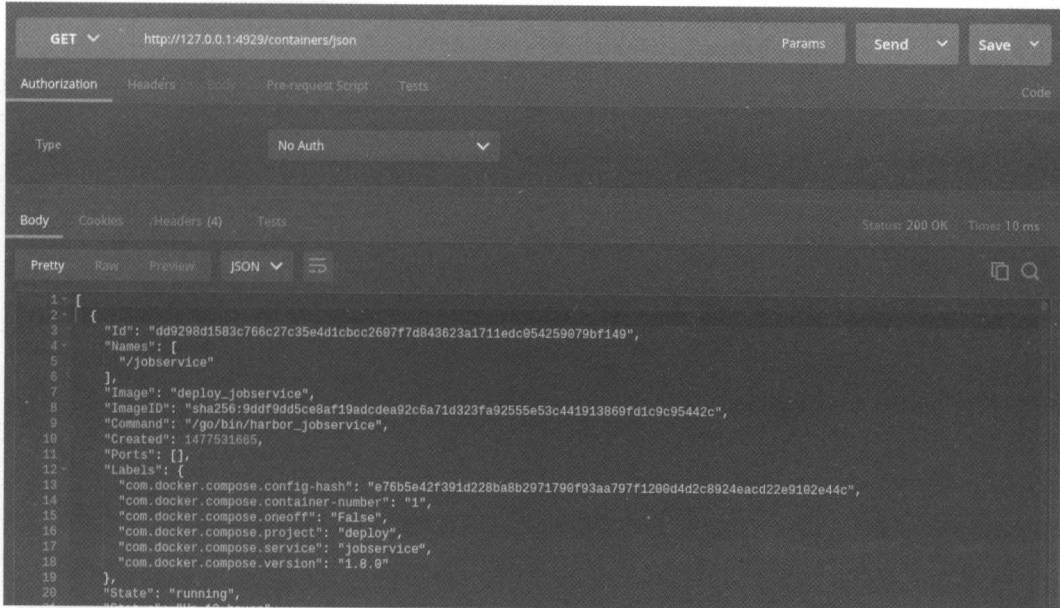 GET http://127.0.0.1:4929/containers/json Params Send Save
Authorization Headers Body Pre-request Script Tests Code
Type No Auth
Body Cookies Headers (4) Tests Status: 200 OK Time: 10 ms
Pretty Raw Preview JSON
1 [
2 {
3 "Id": "dd9298d1583c766c27c35e4d1cbcc2607f7d843623a1711edc054259079bf149",
4 "Names": [
5 "/jobservice"
6 ],
7 "Image": "deploy_jobservice",
8 "ImageID": "sha256:9ddf9dd5ce8af19adcdea92c6a71d323fa92555e53c441913869fd1c9c95442c",
9 "Command": "/go/bin/harbor_jobservice",
10 "Created": 1477531665,
11 "Ports": [],
12 "Labels": {
13 "com.docker.compose.config-hash": "e76b5e42f391d228ba8b2971790f93aa797f1200d4d2c8924eacd22e9102e44c",
14 "com.docker.compose.container-number": "1",
15 "com.docker.compose.oneoff": "False",
16 "com.docker.compose.project": "deploy",
17 "com.docker.compose.service": "jobservice",
18 "com.docker.compose.version": "1.8.0"
19 },
20 "State": "running",